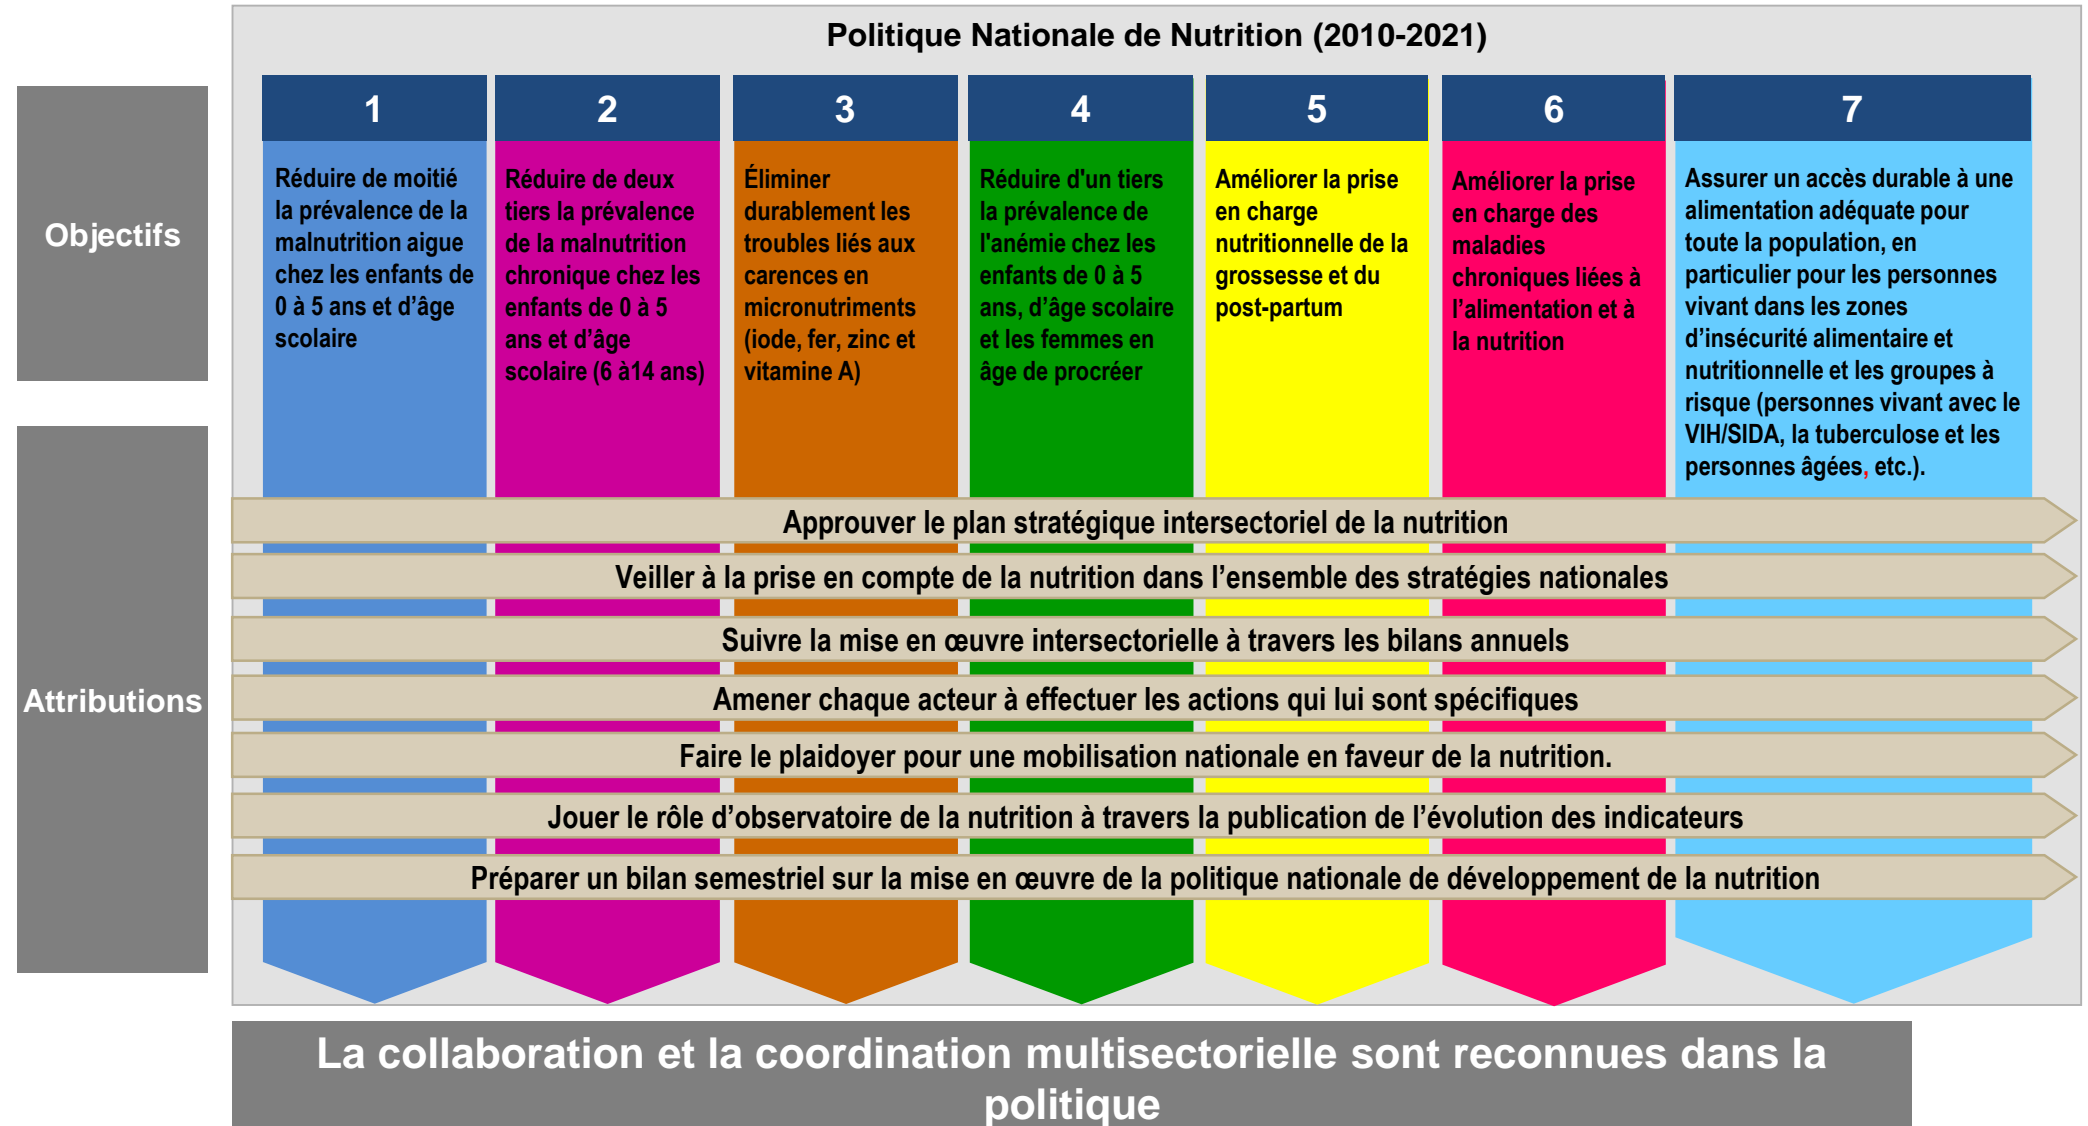 Politique Nationale de Nutrition (2010-2021)
Objectifs
1
Réduire de moitié
la prévalence de la
malnutrition aigue
chez les enfants de
0 à 5 ans et d’âge
scolaire
2
Réduire de deux
tiers la prévalence
de la malnutrition
chronique chez les
enfants de 0 à 5
ans et d’âge
scolaire (6 à14 ans)
3
Éliminer
durablement les
troubles liés aux
carences en
micronutriments
(iode, fer, zinc et
vitamine A)
4
Réduire d'un tiers
la prévalence de
l'anémie chez les
enfants de 0 à 5
ans, d’âge scolaire
et les femmes en
âge de procréer
5
Améliorer la prise
en charge
nutritionnelle de la
grossesse et du
post-partum
6
Améliorer la prise
en charge des
maladies
chroniques liées à
l’alimentation et à
la nutrition
7
Assurer un accès durable à une
alimentation adéquate pour
toute la population, en
particulier pour les personnes
vivant dans les zones
d’insécurité alimentaire et
nutritionnelle et les groupes à
risque (personnes vivant avec le
VIH/SIDA, la tuberculose et les
personnes âgées, etc.).
Attributions
Approuver le plan stratégique intersectoriel de la nutrition
Veiller à la prise en compte de la nutrition dans l’ensemble des stratégies nationales
Suivre la mise en œuvre intersectorielle à travers les bilans annuels
Amener chaque acteur à effectuer les actions qui lui sont spécifiques
Faire le plaidoyer pour une mobilisation nationale en faveur de la nutrition.
Jouer le rôle d’observatoire de la nutrition à travers la publication de l’évolution des indicateurs
Préparer un bilan semestriel sur la mise en œuvre de la politique nationale de développement de la nutrition
La collaboration et la coordination multisectorielle sont reconnues dans la
politique